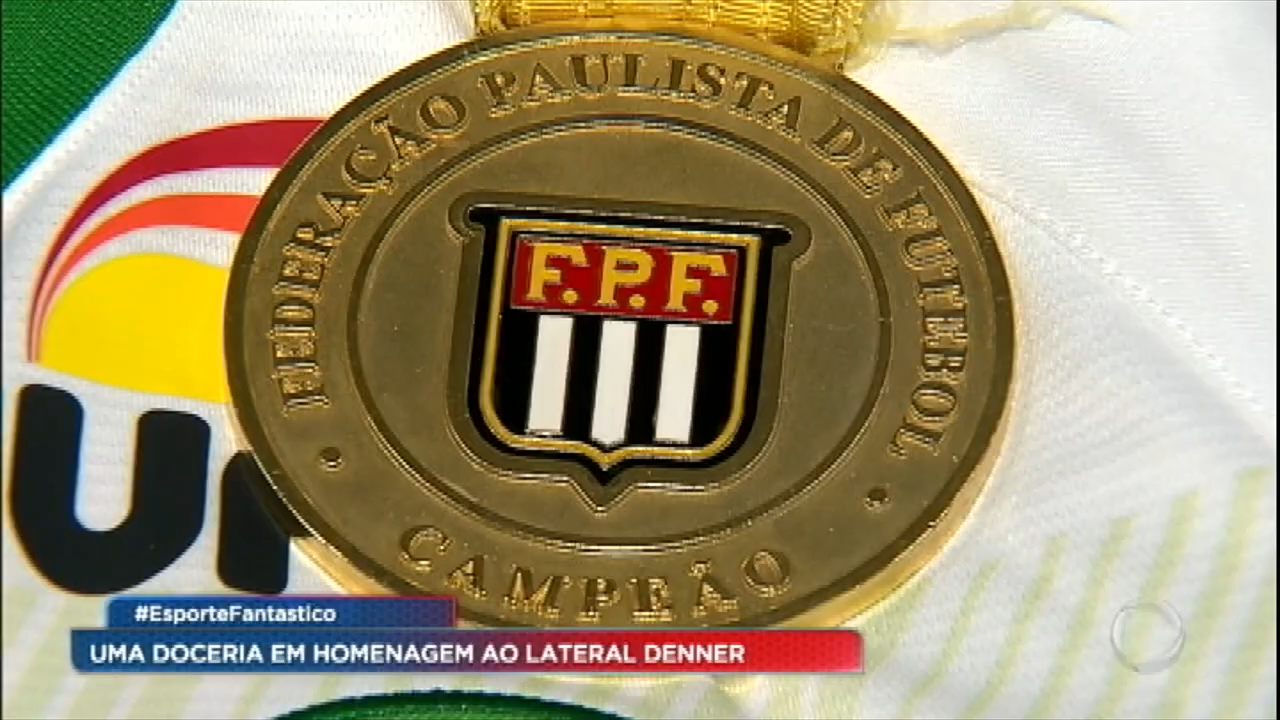 FEDERAÇÃO PAULISTA DE FUTEBOL
F.P.F.
CAMPEÃO
#EsporteFantastico
UMA DOCERIA EM HOMENAGEM AO LATERAL DENNER